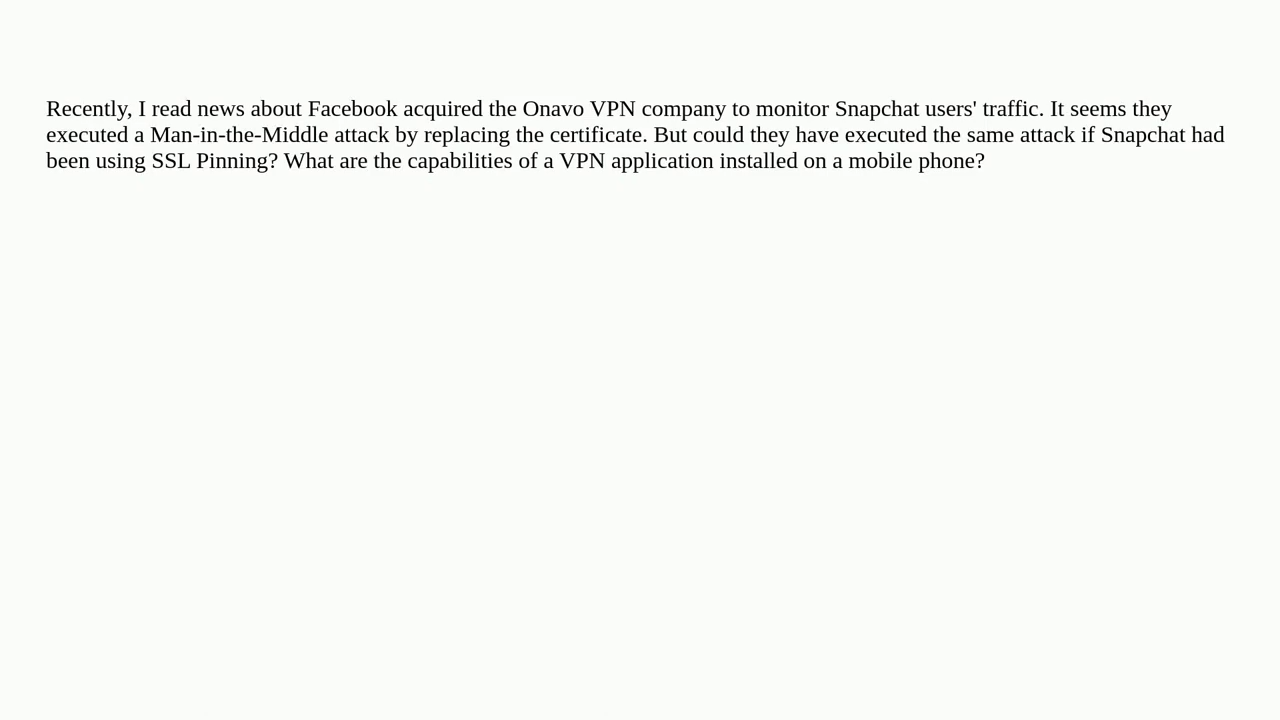 Recently, I read news about Facebook acquired the Onavo VPN company to monitor Snapchat users' traffic. It seems they
executed a Man-in-the-Middle attack by replacing the certificate. But could they have executed the same attack if Snapchat had
been using SSL Pinning? What are the capabilities of a VPN application installed on a mobile phone?